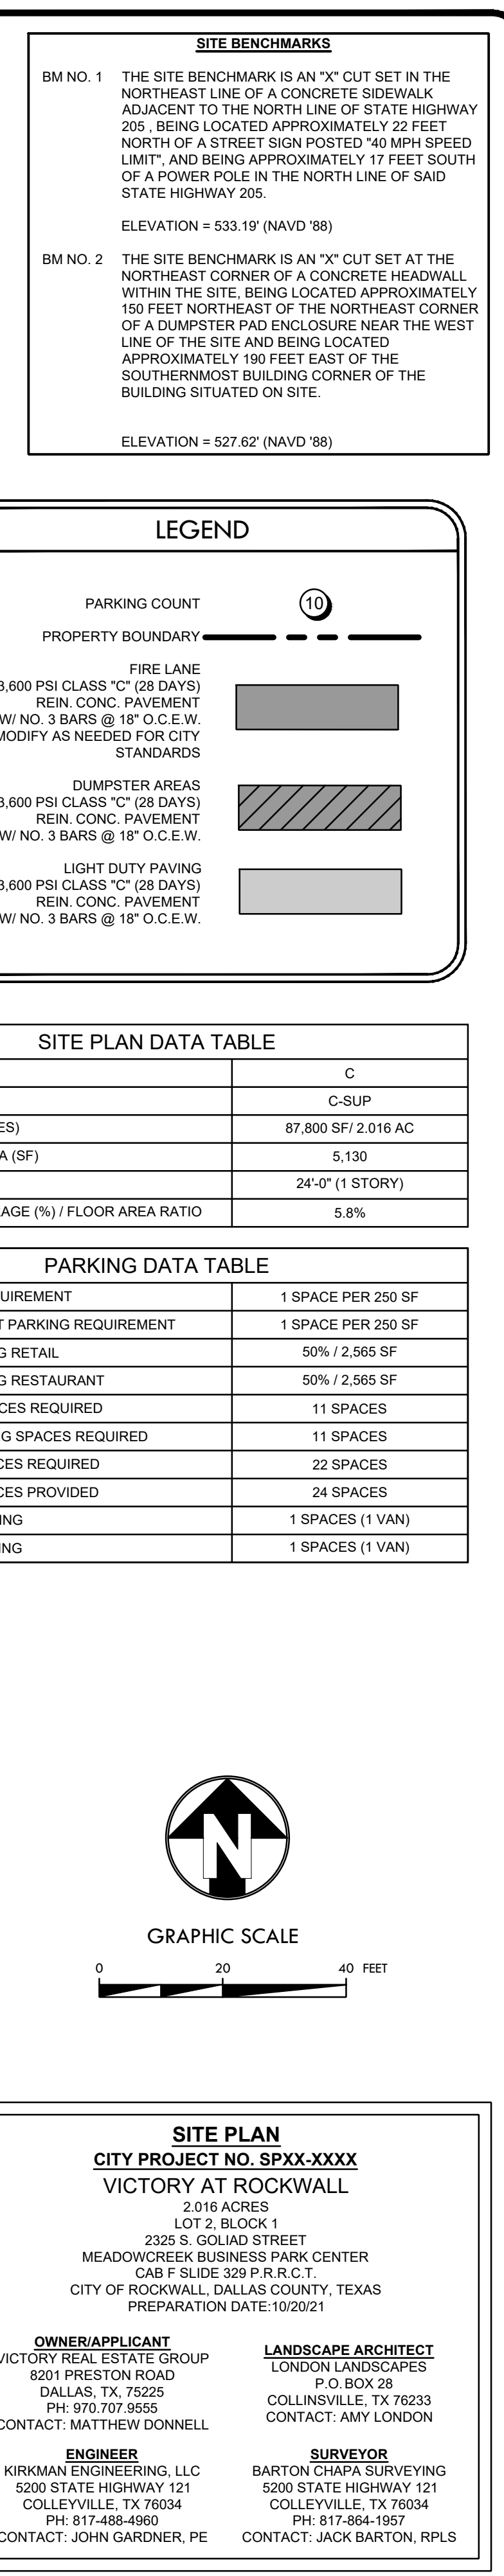 SITE BENCHMARKS
BM NO. 1 THE SITE BENCHMARK IS AN "X" CUT SET IN THE
NORTHEAST LINE OF A CONCRETE SIDEWALK
ADJACENT TO THE NORTH LINE OF STATE HIGHWAY
205 , BEING LOCATED APPROXIMATELY 22 FEET
NORTH OF A STREET SIGN POSTED "40 MPH SPEED
LIMIT", AND BEING APPROXIMATELY 17 FEET SOUTH
OF A POWER POLE IN THE NORTH LINE OF SAID
STATE HIGHWAY 205.
ELEVATION = 533.19' (NAVD '88)
BM NO. 2 THE SITE BENCHMARK IS AN "X" CUT SET AT THE
NORTHEAST CORNER OF A CONCRETE HEADWALL
WITHIN THE SITE, BEING LOCATED APPROXIMATELY
150 FEET NORTHEAST OF THE NORTHEAST CORNER
OF A DUMPSTER PAD ENCLOSURE NEAR THE WEST
LINE OF THE SITE AND BEING LOCATED
APPROXIMATELY 190 FEET EAST OF THE
SOUTHERNMOST BUILDING CORNER OF THE
BUILDING SITUATED ON SITE.
ELEVATION = 527.62' (NAVD '88)
LEGEND
PARKING COUNT 10
PROPERTY BOUNDARY
FIRE LANE
3,600 PSI CLASS "C" (28 DAYS)
REIN. CONC. PAVEMENT
W/ NO. 3 BARS @ 18" O.C.E.W.
MODIFY AS NEEDED FOR CITY
STANDARDS
DUMPSTER AREAS
3,600 PSI CLASS "C" (28 DAYS)
REIN. CONC. PAVEMENT
W/ NO. 3 BARS @ 18" O.C.E.W.
LIGHT DUTY PAVING
3,600 PSI CLASS "C" (28 DAYS)
REIN. CONC. PAVEMENT
W/ NO. 3 BARS @ 18" O.C.E.W.
SITE PLAN DATA TABLE
C
C-SUP
ES) 87,800 SF/ 2.016 AC
A (SF) 5,130
24'-0" (1 STORY)
AGE (%) / FLOOR AREA RATIO 5.8%
PARKING DATA TABLE
UIREMENT 1 SPACE PER 250 SF
T PARKING REQUIREMENT 1 SPACE PER 250 SF
G RETAIL 50% / 2,565 SF
G RESTAURANT 50% / 2,565 SF
CES REQUIRED 11 SPACES
G SPACES REQUIRED 11 SPACES
CES REQUIRED 22 SPACES
CES PROVIDED 24 SPACES
ING 1 SPACES (1 VAN)
ING 1 SPACES (1 VAN)
N
GRAPHIC SCALE
0 20 40 FEET
SITE PLAN
CITY PROJECT NO. SPXX-XXXX
VICTORY AT ROCKWALL
2.016 ACRES
LOT 2, BLOCK 1
2325 S. GOLIAD STREET
MEADOWCREEK BUSINESS PARK CENTER
CAB F SLIDE 329 P.R.R.C.T.
CITY OF ROCKWALL, DALLAS COUNTY, TEXAS
PREPARATION DATE:10/20/21
OWNER/APPLICANT
VICTORY REAL ESTATE GROUP
8201 PRESTON ROAD
DALLAS, TX, 75225
PH: 970.707.9555
CONTACT: MATTHEW DONNELL
LANDSCAPE ARCHITECT
LONDON LANDSCAPES
P.O. BOX 28
COLLINSVILLE, TX 76233
CONTACT: AMY LONDON
ENGINEER
KIRKMAN ENGINEERING, LLC
5200 STATE HIGHWAY 121
COLLEYVILLE, TX 76034
PH: 817-488-4960
CONTACT: JOHN GARDNER, PE
SURVEYOR
BARTON CHAPA SURVEYING
5200 STATE HIGHWAY 121
COLLEYVILLE, TX 76034
PH: 817-864-1957
CONTACT: JACK BARTON, RPLS